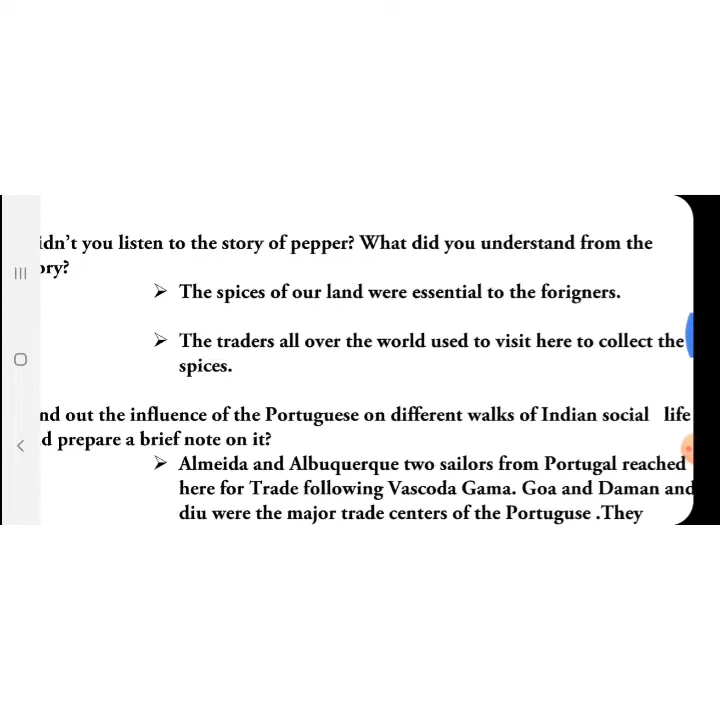 idn't you listen to the story of pepper? What did you understand from the
ory?
➢ The spices of our land were essential to the forigners.
➢ The traders all over the world used to visit here to collect the
spices.
nd out the influence of the Portuguese on different walks of Indian social life
d prepare a brief note on it?
➢ Almeida and Albuquerque two sailors from Portugal reached
here for Trade following Vascoda Gama. Goa and Daman and
diu were the major trade centers of the Portuguse .They